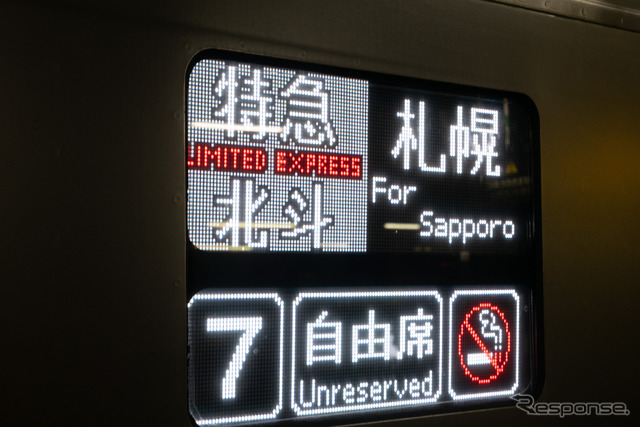 特急
LIMITED EXPRESS
北斗
札幌
For
Sapporo
7
自由席
Unreserved
Response.